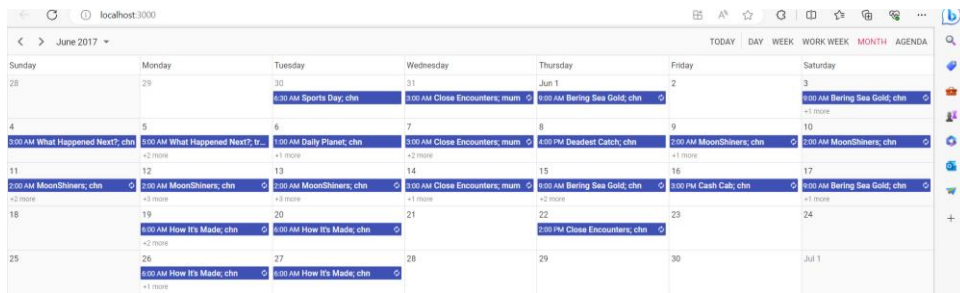 localhost:3000
June 2017
TODAY DAY WEEK WORK WEEK MONTH AGENDA
Sunday Monday Tuesday Wednesday Thursday Friday Saturday
28 29 30 31 Jun 1 2 3
6:30 AM Sports Day; chn 3:00 AM Close Encounters; mum 9:00 AM Bering Sea Gold; chn 9:00 AM Bering Sea Gold; chn
+1 more
4 5 6 7 8 9 10
3:00 AM What Happened Next?; chn 5:00 AM What Happened Next?; tr... 1:00 AM Daily Planet; chn 3:00 AM Close Encounters; mum 4:00 PM Deadest Catch; chn 2:00 AM MoonShiners; chn 2:00 AM MoonShiners; chn
+2 more +1 more +2 more +1 more
11 12 13 14 15 16 17
2:00 AM MoonShiners; chn 2:00 AM MoonShiners; chn 2:00 AM MoonShiners; chn 3:00 AM Close Encounters; mum 9:00 AM Bering Sea Gold; chn 3:00 PM Cash Cab; chn 9:00 AM Bering Sea Gold; chn
+2 more +3 more +3 more +1 more +2 more +1 more
18 19 20 21 22 23 24
6:00 AM How It's Made; chn 6:00 AM How It's Made; chn 2:00 PM Close Encounters; chn
+2 more
25 26 27 28 29 30 Jul 1
6:00 AM How It's Made; chn 6:00 AM How It's Made; chn
+1 more